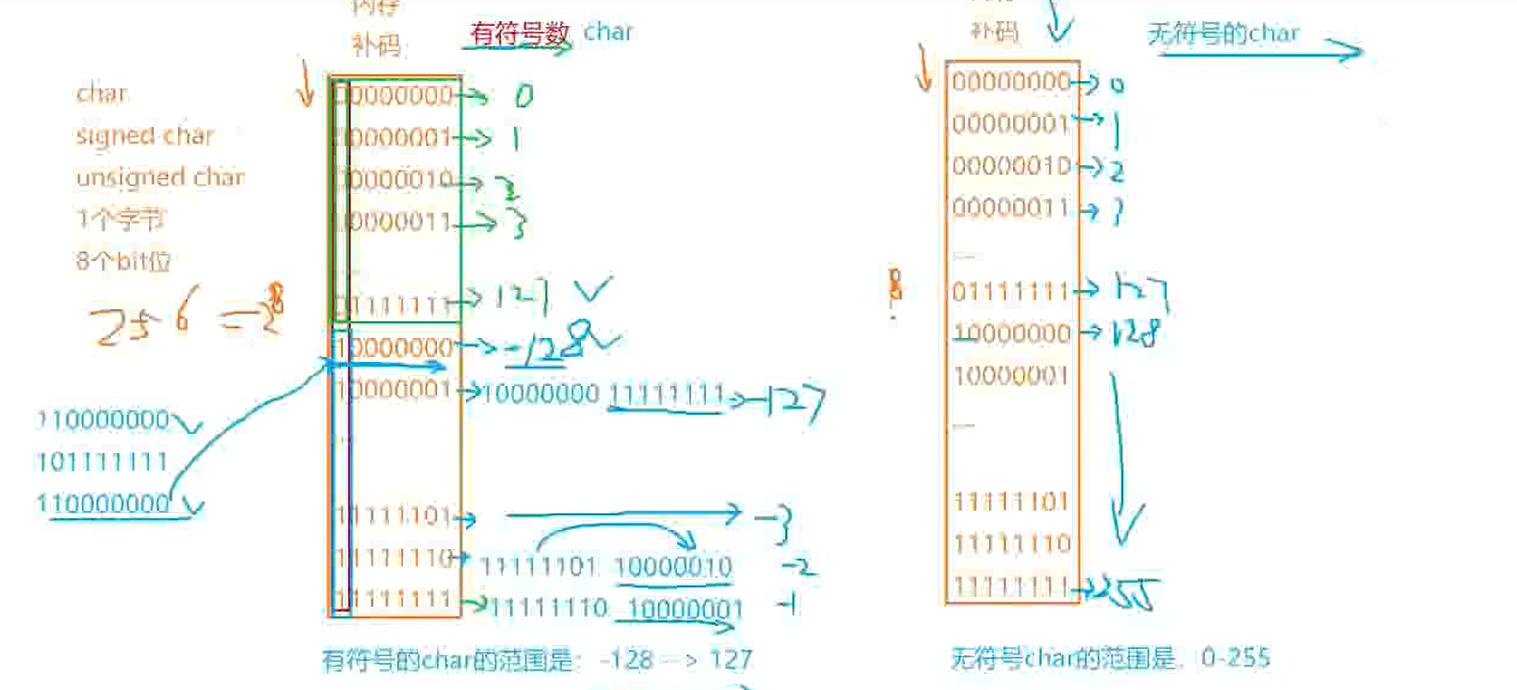 内存
补码
有符号数 char
char
signed char
unsigned char
1个字节
8个bit位
256 = 2^8
00000000 → 0
00000001 → 1
00000010 → 2
00000011 → 3
01111111 → 127
10000000 → -128
10000001 → 10000000 11111111 → -127
...
11111101 → -3
11111110 → 11111101 10000010 -2
11111111 → 11111110 10000001 -1
110000000
101111111
110000000
有符号的char的范围是: -128 --> 127
补码
无符号的char
00000000 → 0
00000001 → 1
00000010 → 2
00000011 → 3
...
01111111 → 127
10000000 → 128
10000001
...
11111101
11111110
11111111 → 255
无符号char的范围是: 0-255